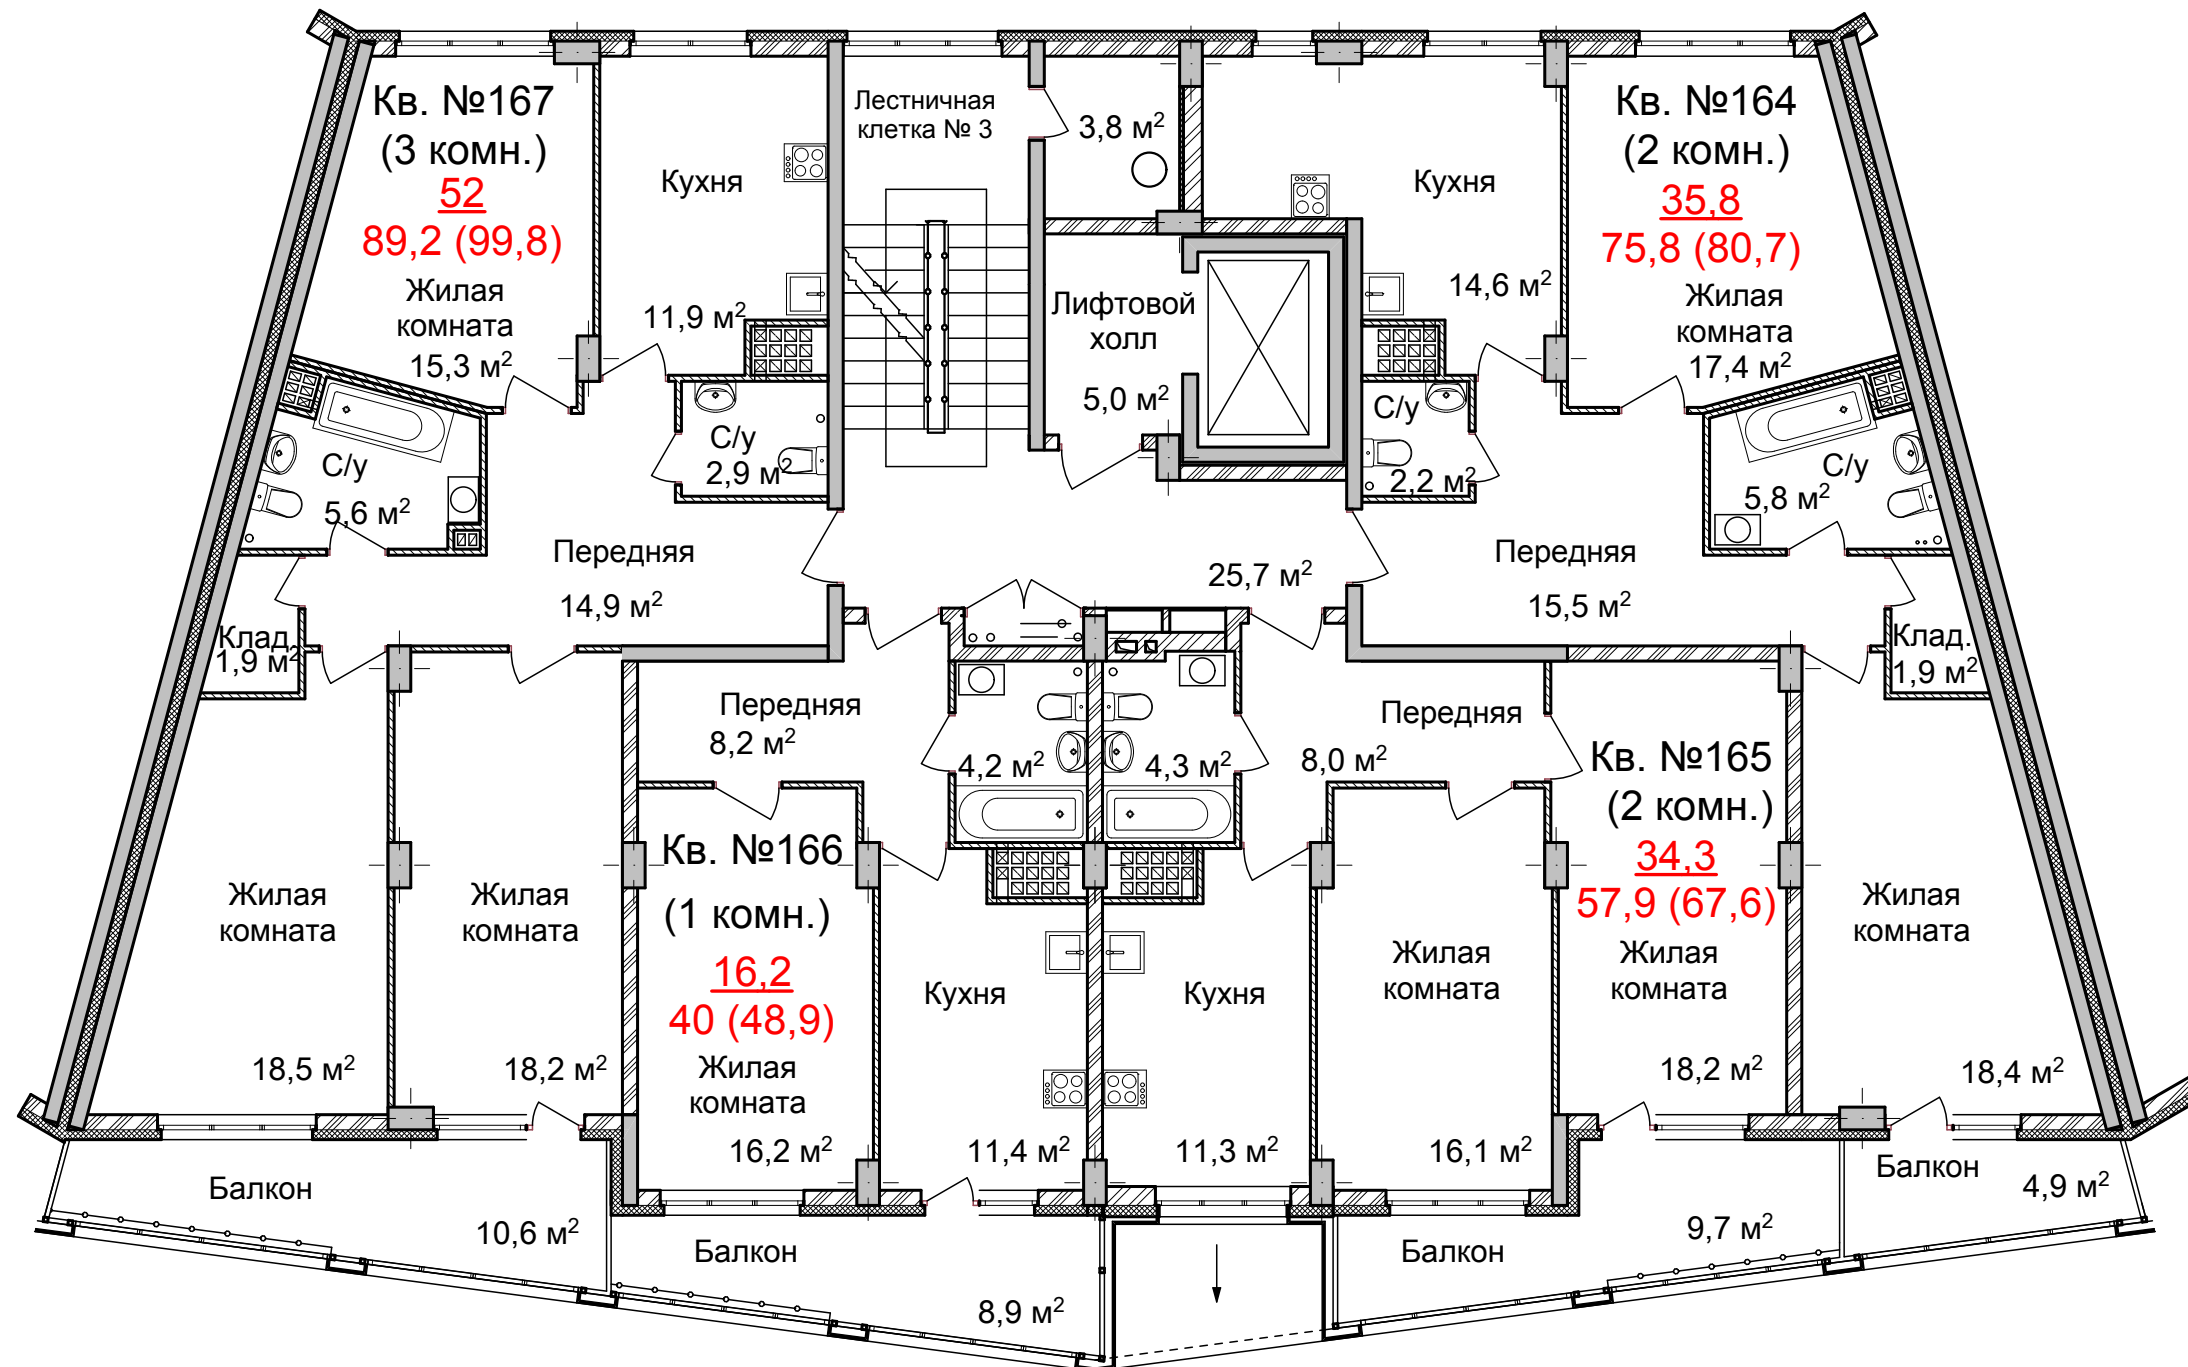 Кв. №167
(3 комн.)
52
89,2 (99,8)
Жилая
комната
15,3 м²
Кухня
11,9 м²
Лестничная
клетка № 3
3,8 м²
Лифтовой
холл
5,0 м²
Кухня
14,6 м²
Кв. №164
(2 комн.)
35,8
75,8 (80,7)
Жилая
комната
17,4 м²
С/у
5,6 м²
С/у
2,9 м²
С/у
2,2 м²
С/у
5,8 м²
Передняя
14,9 м²
25,7 м²
Передняя
15,5 м²
Клад.
1,9 м²
Клад.
1,9 м²
Передняя
8,2 м²
4,2 м²
4,3 м²
Передняя
8,0 м²
Жилая
комната
18,5 м²
Жилая
комната
18,2 м²
Кв. №166
(1 комн.)
16,2
40 (48,9)
Жилая
комната
16,2 м²
Кухня
11,4 м²
Кухня
11,3 м²
Жилая
комната
16,1 м²
Кв. №165
(2 комн.)
34,3
57,9 (67,6)
Жилая
комната
18,2 м²
Жилая
комната
18,4 м²
Балкон
10,6 м²
Балкон
8,9 м²
Балкон
9,7 м²
Балкон
4,9 м²